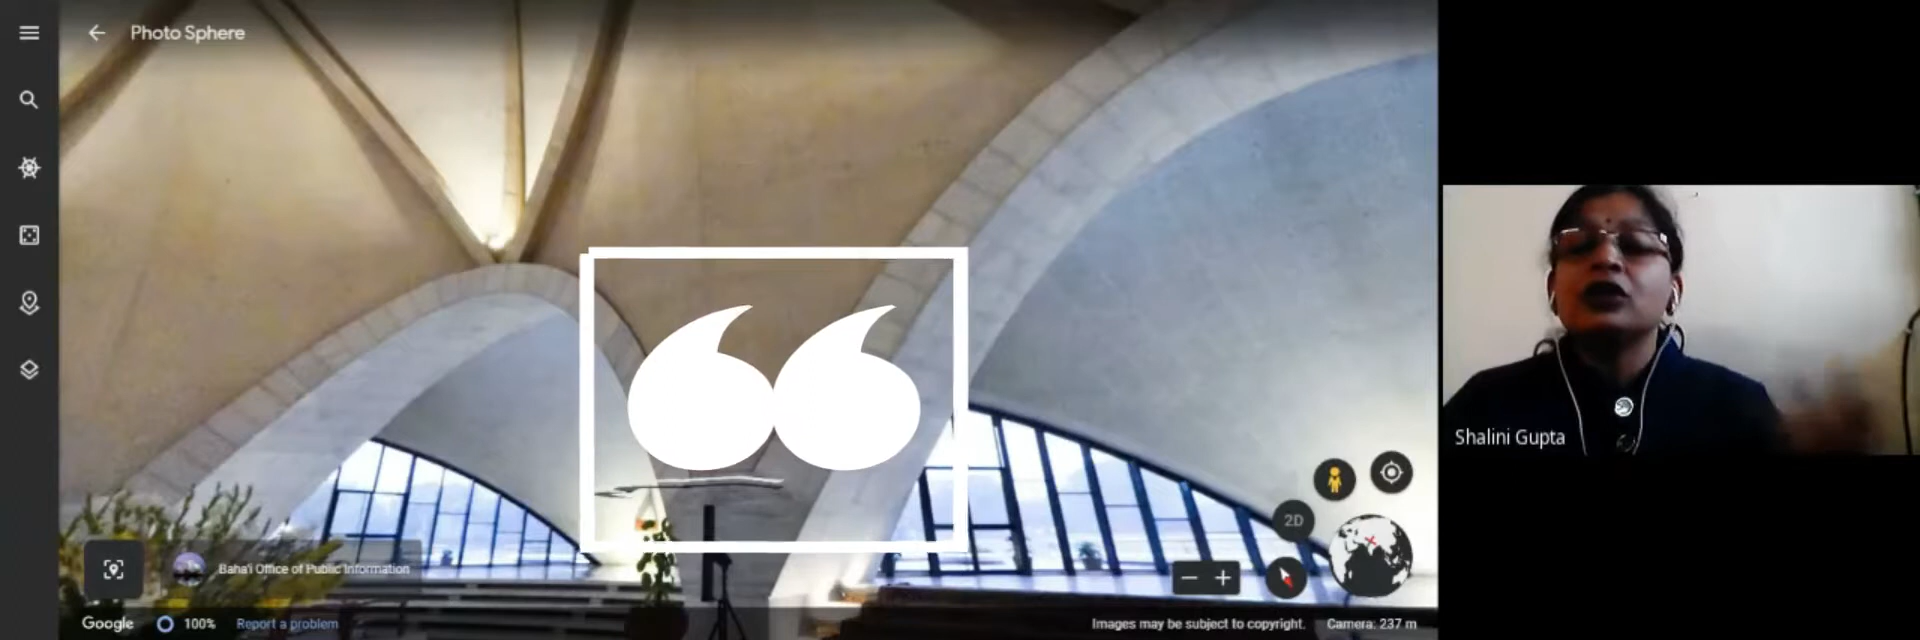 Photo Sphere
Shalini Gupta
2D
Baha'i Office of Public Information
Google 100% Report a problem
Images may be subject to copyright. Camera: 237 m